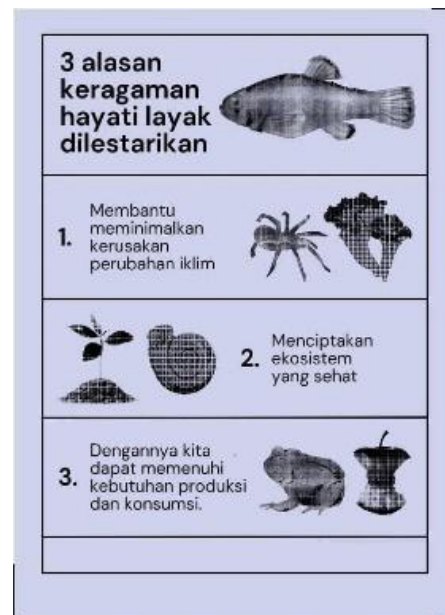 3 alasan
keragaman
hayati layak
dilestarikan
1.
Membantu
meminimalkan
kerusakan
perubahan iklim
2.
Menciptakan
ekosistem
yang sehat
3.
Dengannya kita
dapat memenuhi
kebutuhan produksi
dan konsumsi.